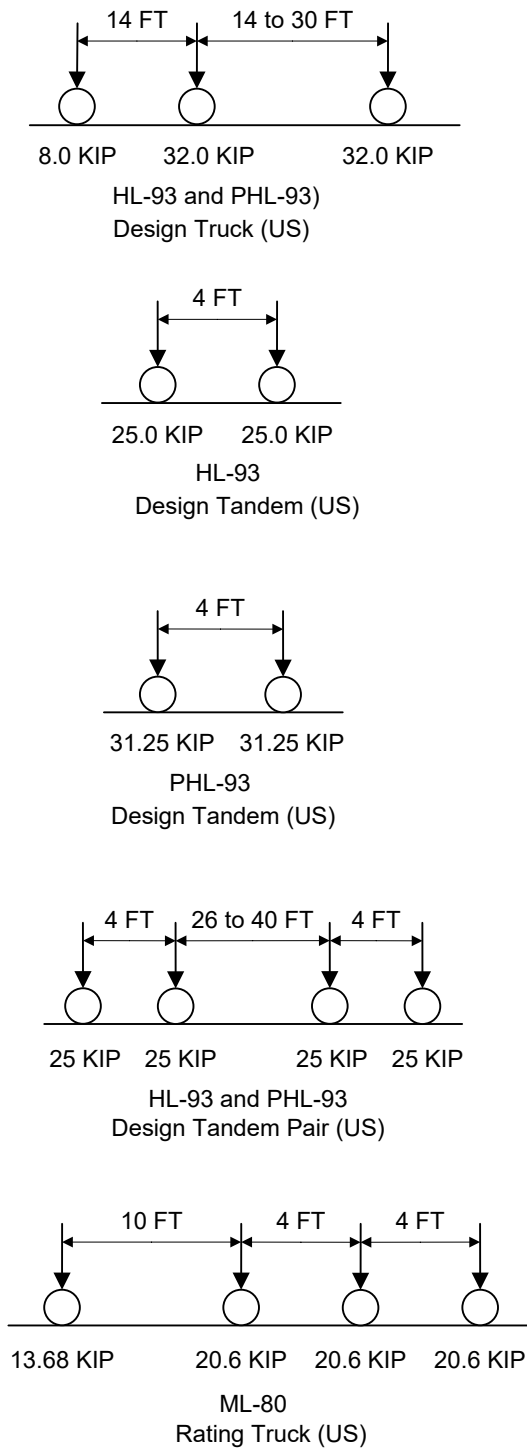 14 FT 14 to 30 FT
8.0 KIP 32.0 KIP 32.0 KIP
HL-93 and PHL-93)
Design Truck (US)
4 FT
25.0 KIP 25.0 KIP
HL-93
Design Tandem (US)
4 FT
31.25 KIP 31.25 KIP
PHL-93
Design Tandem (US)
4 FT 26 to 40 FT 4 FT
25 KIP 25 KIP 25 KIP 25 KIP
HL-93 and PHL-93
Design Tandem Pair (US)
10 FT 4 FT 4 FT
13.68 KIP 20.6 KIP 20.6 KIP 20.6 KIP
ML-80
Rating Truck (US)